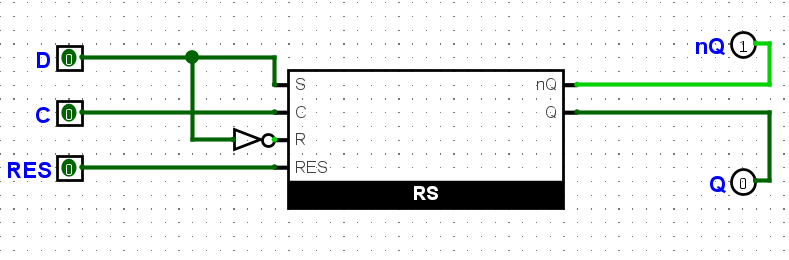 nQ 1
D 0
S nQ
C 0
C Q
R
RES 0
RES
Q 0
RS